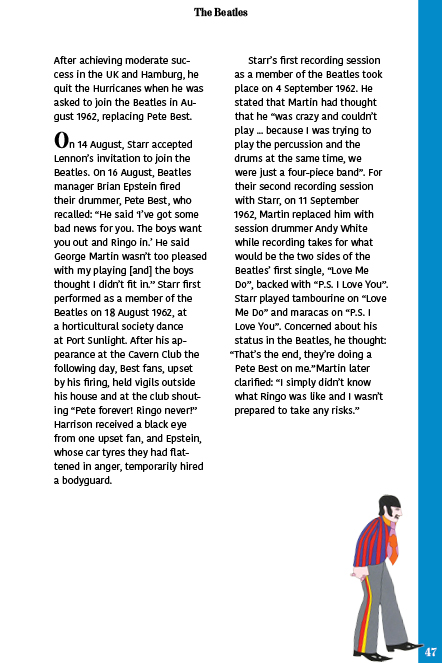 The Beatles
After achieving moderate suc-
cess in the UK and Hamburg, he
quit the Hurricanes when he was
asked to join the Beatles in Au-
gust 1962, replacing Pete Best.
On 14 August, Starr accepted
Lennon's invitation to join the
Beatles. On 16 August, Beatles
manager Brian Epstein fired
their drummer, Pete Best, who
recalled: "He said 'I've got some
bad news for you. The boys want
you out and Ringo in.' He said
George Martin wasn't too pleased
with my playing [and] the boys
thought I didn't fit in." Starr first
performed as a member of the
Beatles on 18 August 1962, at
a horticultural society dance
at Port Sunlight. After his ap-
pearance at the Cavern Club the
following day, Best fans, upset
by his firing, held vigils outside
his house and at the club shout-
ing "Pete forever! Ringo never!"
Harrison received a black eye
from one upset fan, and Epstein,
whose car tyres they had flat-
tened in anger, temporarily hired
a bodyguard.
Starr's first recording session
as a member of the Beatles took
place on 4 September 1962. He
stated that Martin had thought
that he "was crazy and couldn't
play ... because I was trying to
play the percussion and the
drums at the same time, we
were just a four-piece band". For
their second recording session
with Starr, on 11 September
1962, Martin replaced him with
session drummer Andy White
while recording takes for what
would be the two sides of the
Beatles' first single, "Love Me
Do", backed with "P.S. I Love You".
Starr played tambourine on "Love
Me Do" and maracas on "P.S. I
Love You". Concerned about his
status in the Beatles, he thought:
"That's the end, they're doing a
Pete Best on me."Martin later
clarified: "I simply didn't know
what Ringo was like and I wasn't
prepared to take any risks."
47